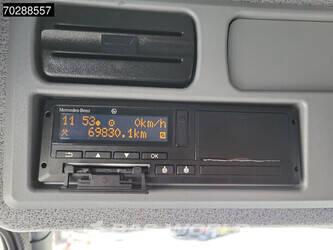 70288557
Mercedes-Benz
11 53 0km/h
69830.1km
OK